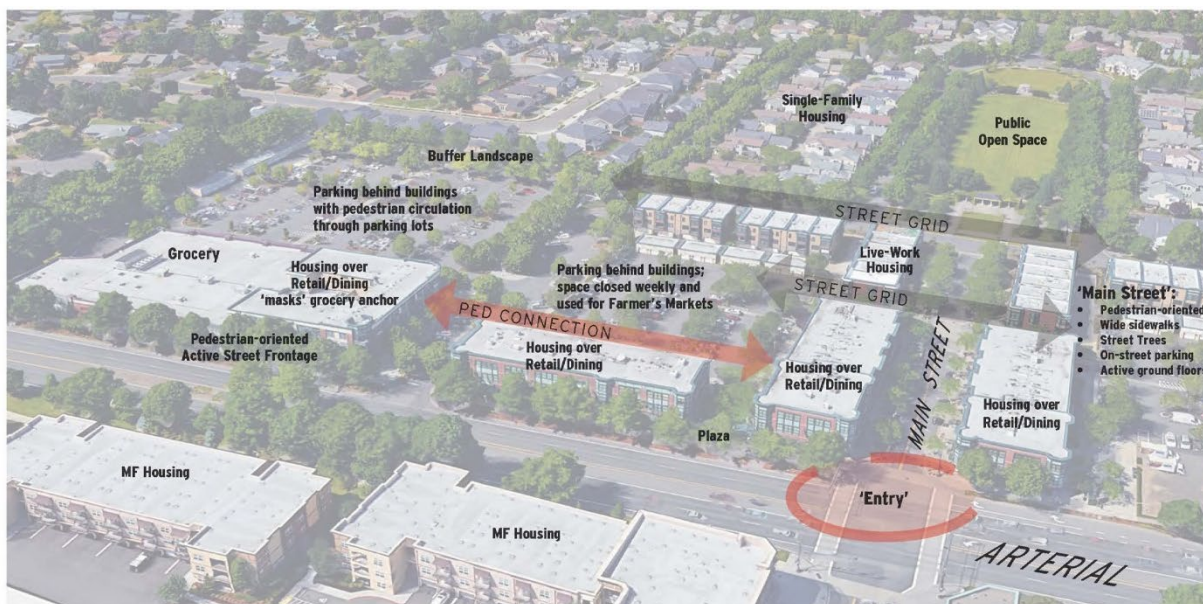 Single-Family
Housing
Public
Open Space
Buffer Landscape
Parking behind buildings
with pedestrian circulation
through parking lots
STREET GRID
Grocery
Housing over
Retail/Dining
'masks' grocery anchor
Live-Work
Housing
Parking behind buildings;
space closed weekly and
used for Farmer's Markets
STREET GRID
'Main Street':
• Pedestrian-oriented
• Wide sidewalks
• Street Trees
• On-street parking
• Active ground floors
PED CONNECTION
Pedestrian-oriented
Active Street Frontage
Housing over
Retail/Dining
Housing over
Retail/Dining
MAIN STREET
Housing over
Retail/Dining
Plaza
MF Housing
'Entry'
MF Housing
ARTERIAL